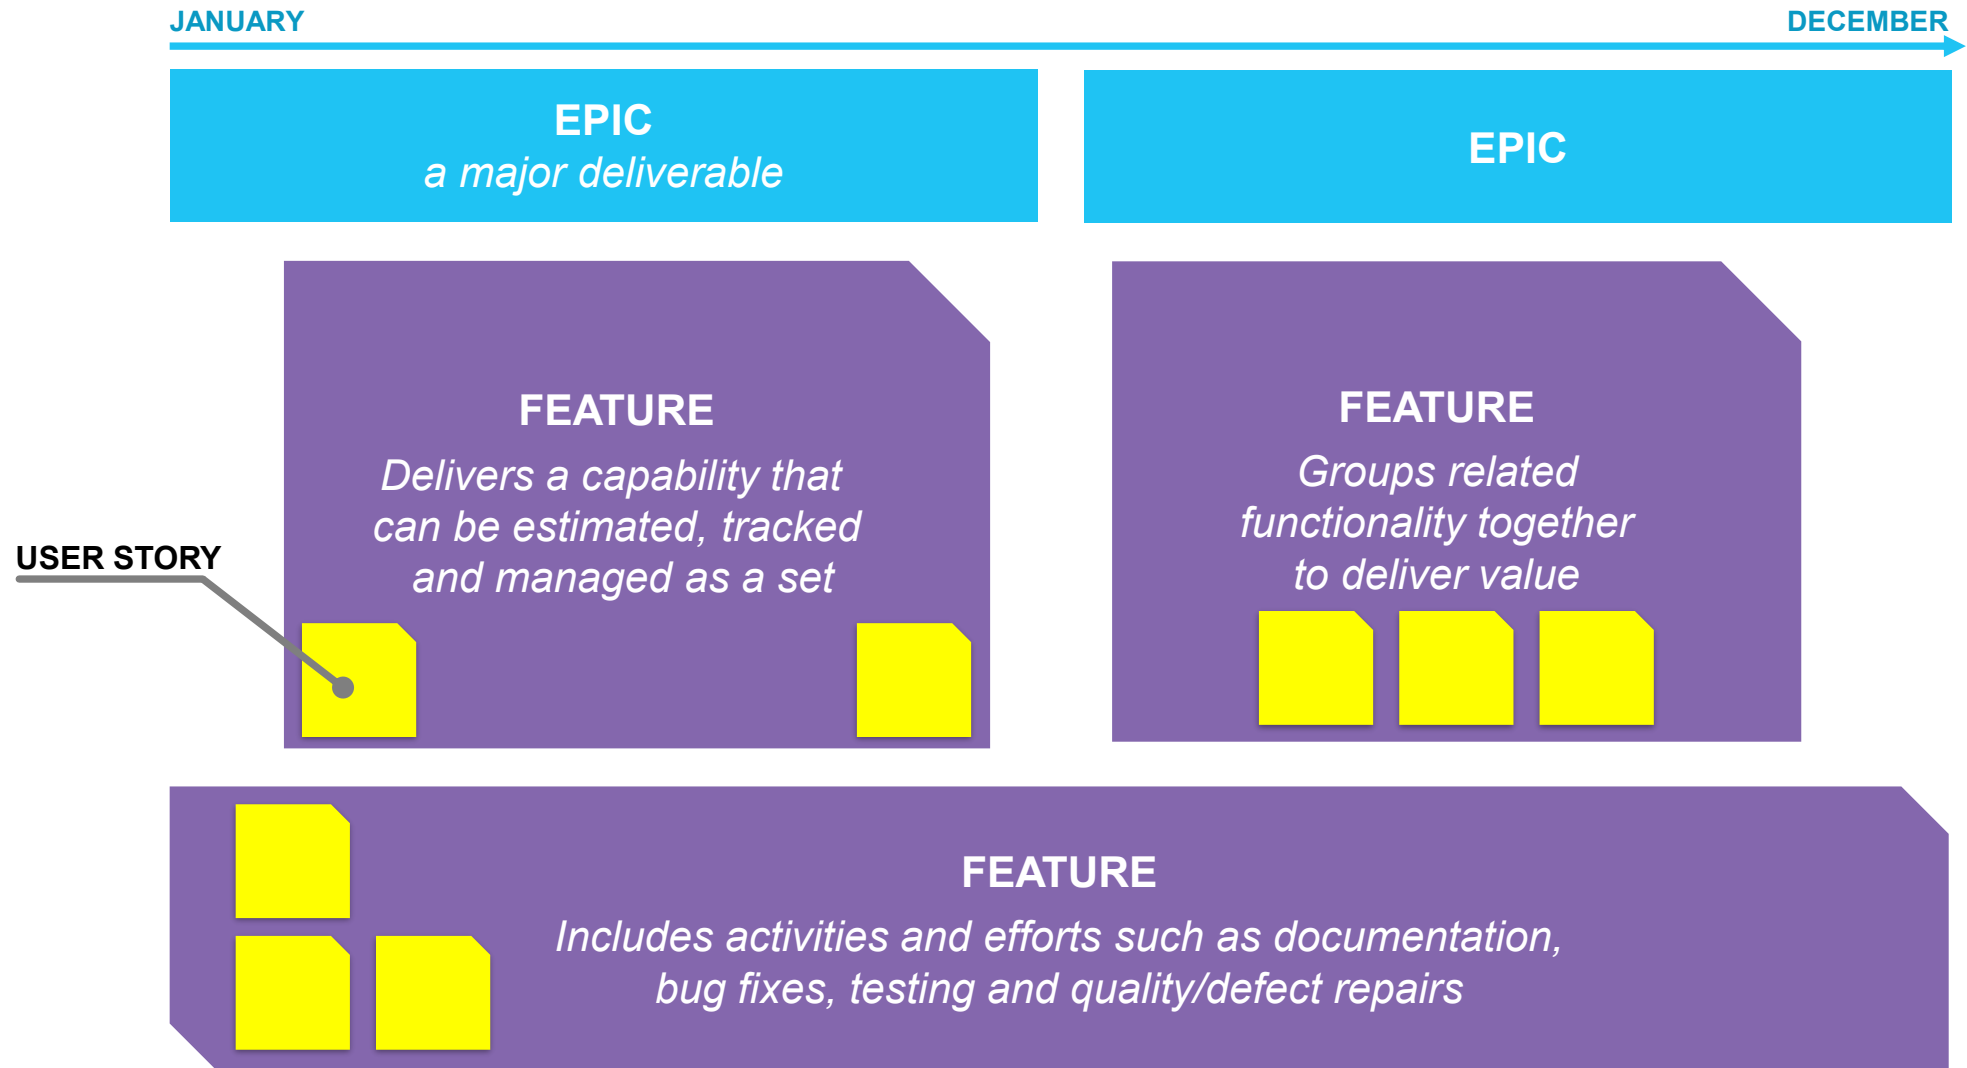 JANUARY
DECEMBER
EPIC
a major deliverable
EPIC
FEATURE
Delivers a capability that
can be estimated, tracked
and managed as a set
FEATURE
Groups related
functionality together
to deliver value
USER STORY
FEATURE
Includes activities and efforts such as documentation,
bug fixes, testing and quality/defect repairs